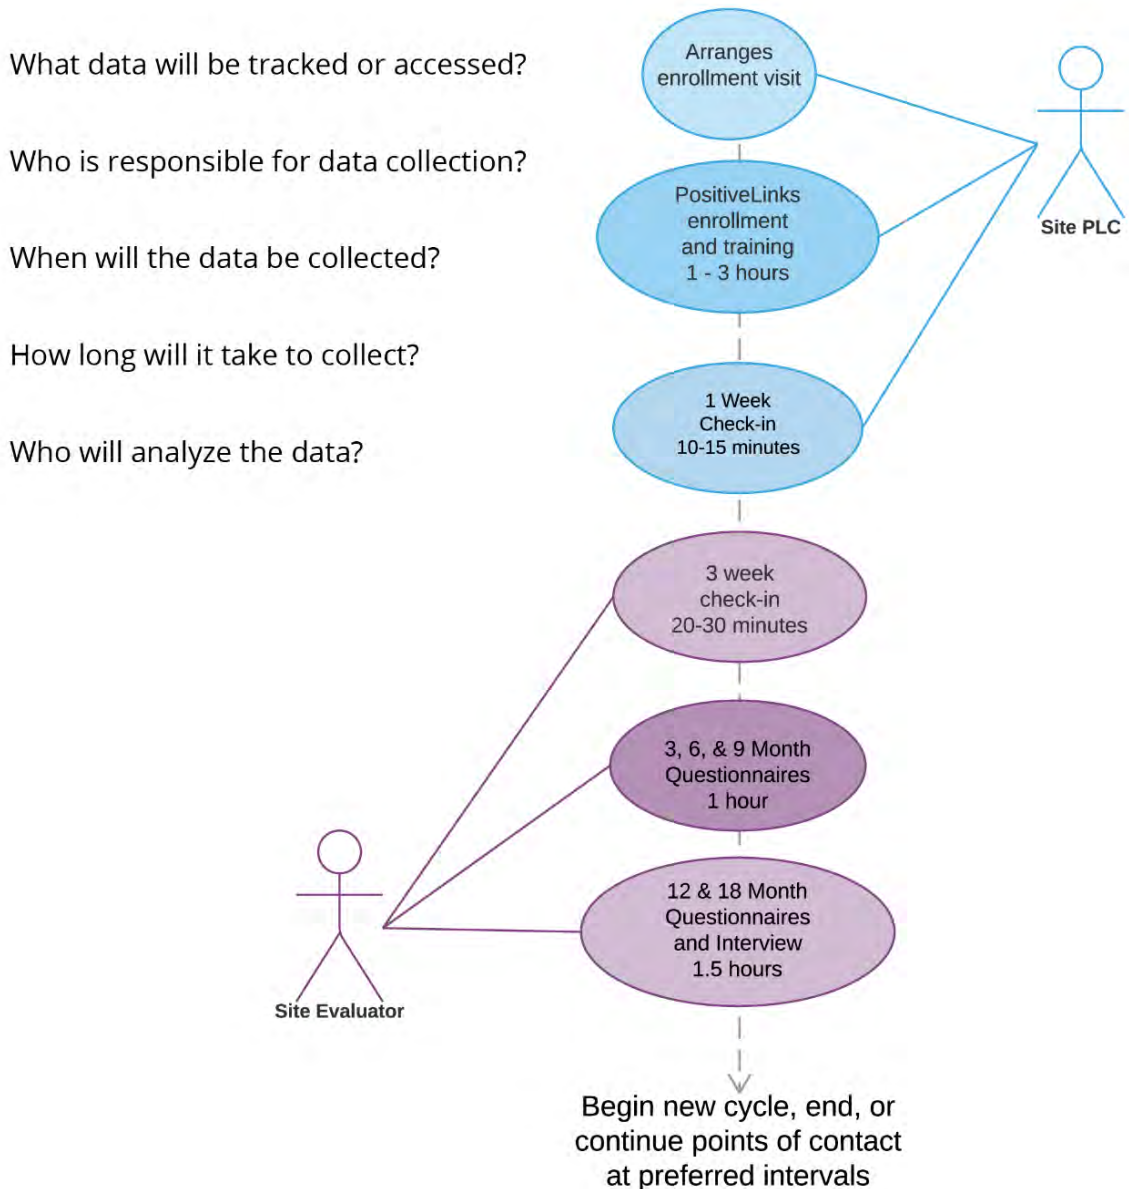 What data will be tracked or accessed?
Who is responsible for data collection?
When will the data be collected?
How long will it take to collect?
Who will analyze the data?
Arranges
enrollment visit
PositiveLinks
enrollment
and training
1 - 3 hours
Site PLC
1 Week
Check-in
10-15 minutes
3 week
check-in
20-30 minutes
3, 6, & 9 Month
Questionnaires
1 hour
12 & 18 Month
Questionnaires
and Interview
1.5 hours
Site Evaluator
Begin new cycle, end, or
continue points of contact
at preferred intervals